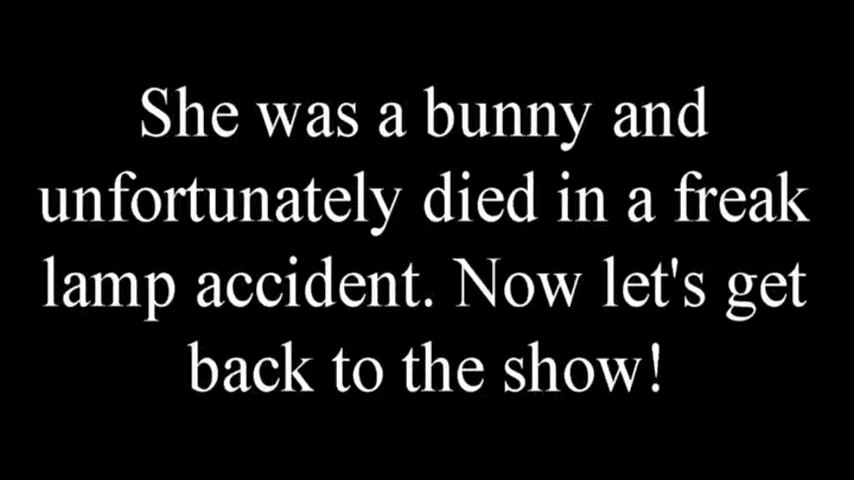 She was a bunny and
unfortunately died in a freak
lamp accident. Now let's get
back to the show!